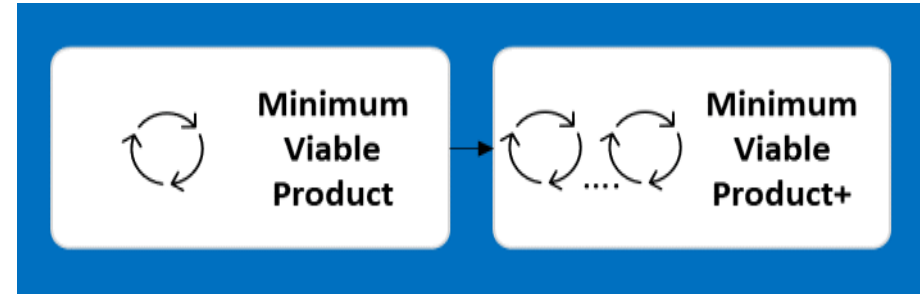 Minimum
Viable
Product
Minimum
Viable
Product+
....